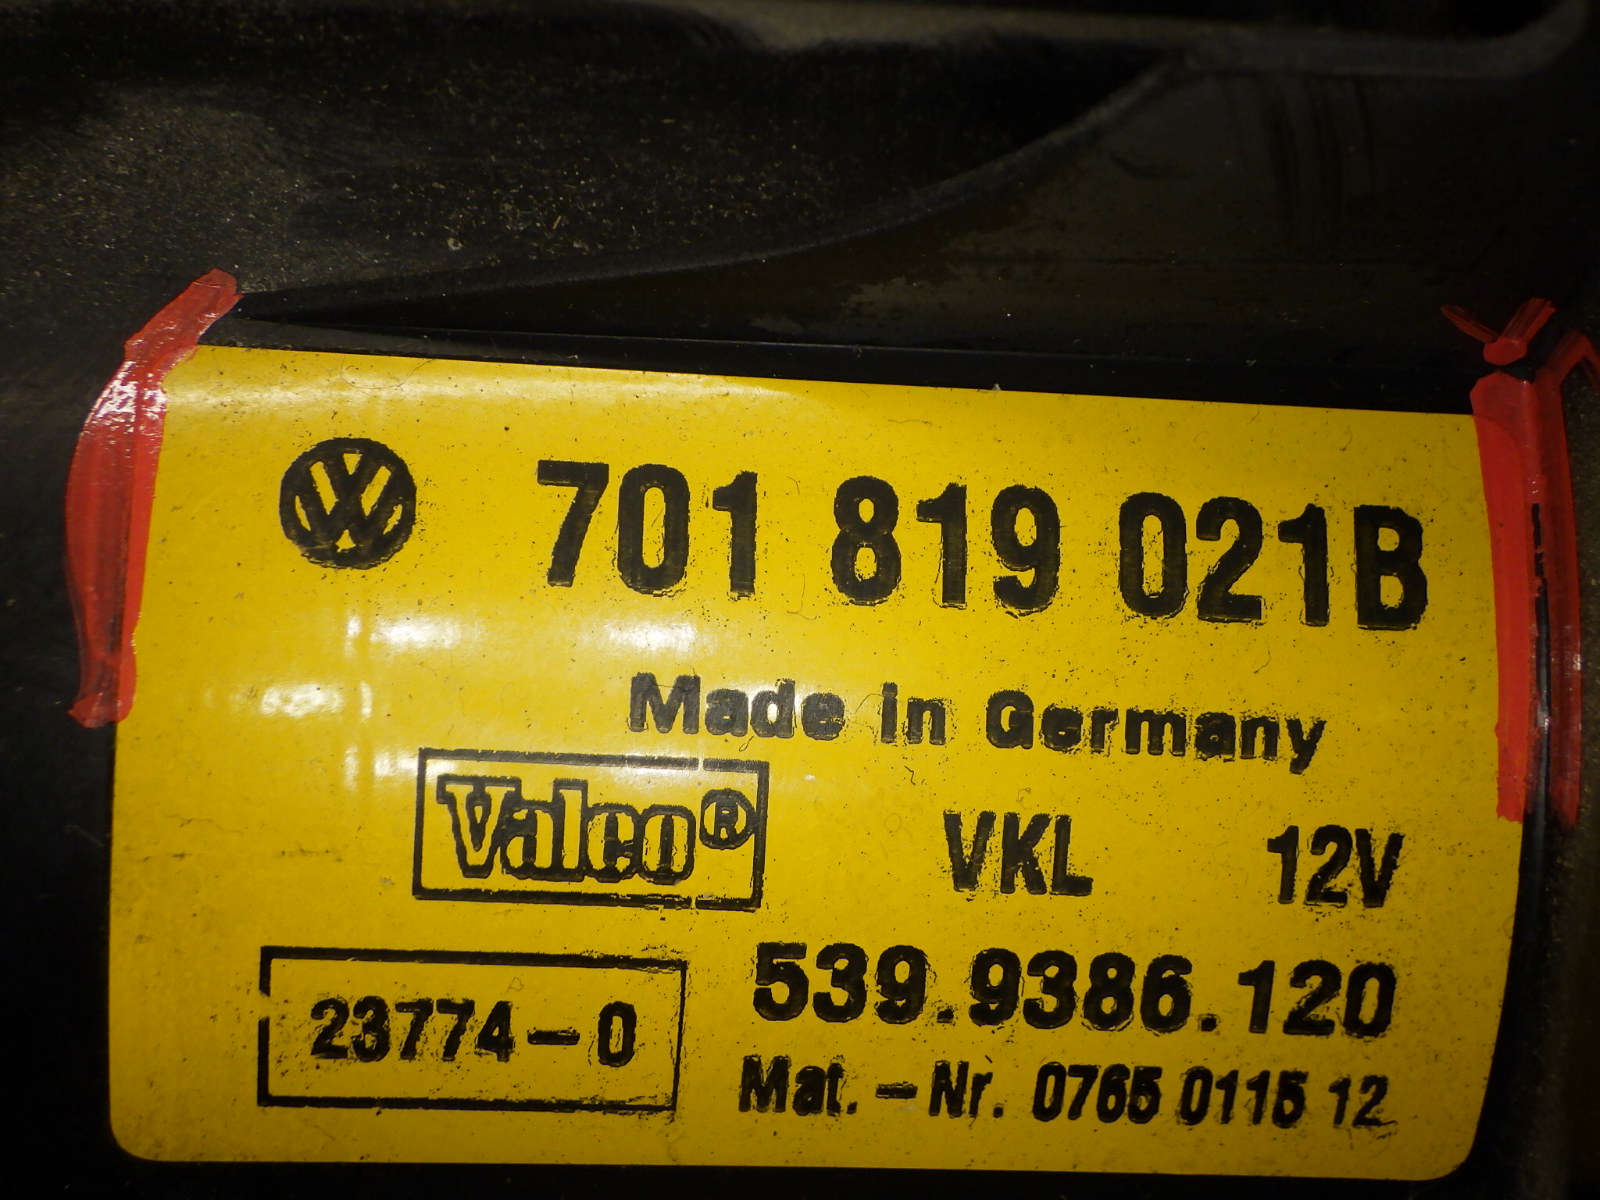 701 819 021B
Made in Germany
Valeo®
VKL 12V
539.9386.120
23774-0
Mat.-Nr. 0765 0115 12